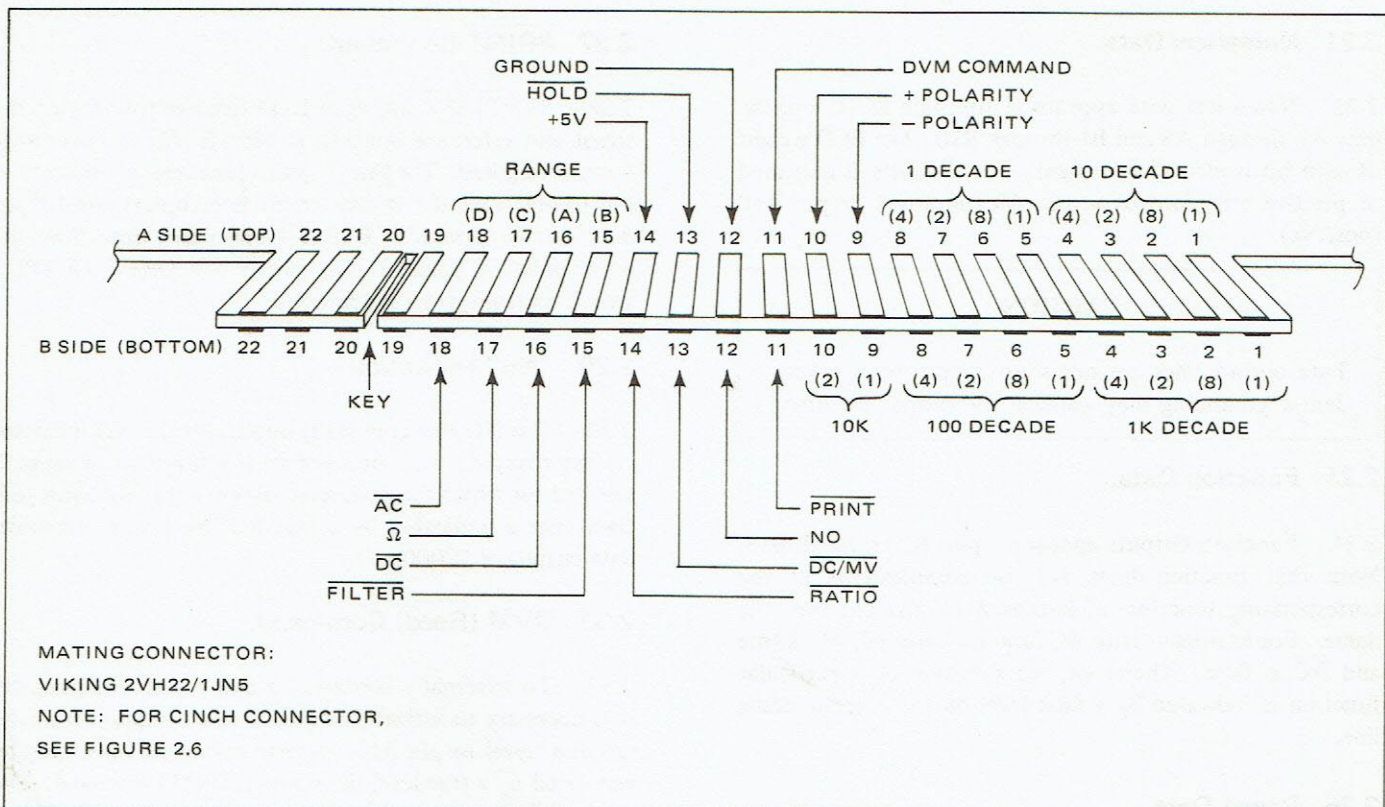 GROUND
HOLD
+5V
DVM COMMAND
+ POLARITY
− POLARITY
RANGE
(D) (C) (A) (B)
1 DECADE
(4) (2) (8) (1)
10 DECADE
(4) (2) (8) (1)
A SIDE (TOP) 22 21 20 19 18 17 16 15 14 13 12 11 10 9 8 7 6 5 4 3 2 1
B SIDE (BOTTOM) 22 21 20 19 18 17 16 15 14 13 12 11 10 9 8 7 6 5 4 3 2 1
KEY
(2) (1)
10K
(4) (2) (8) (1)
100 DECADE
(4) (2) (8) (1)
1K DECADE
AC
Ω
DC
FILTER
PRINT
NO
DC/MV
RATIO
MATING CONNECTOR:
VIKING 2VH22/1JN5
NOTE: FOR CINCH CONNECTOR,
SEE FIGURE 2.6